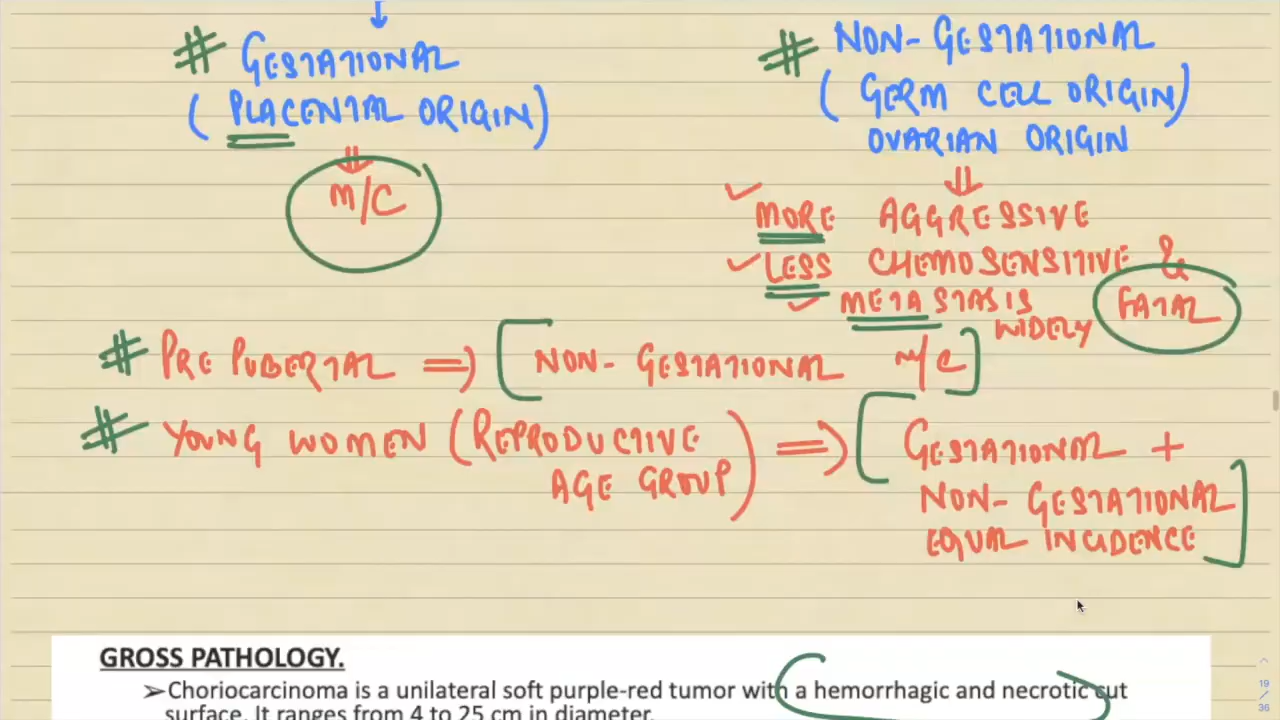 # GESTATIONAL
(PLACENTAL ORIGIN)
M/C
# NON-GESTATIONAL
(GERM CELL ORIGIN)
OVARIAN ORIGIN
MORE AGGRESSIVE
LESS CHEMOSENSITIVE &
METASTASIS WIDELY FATAL
# PRE PUBERTAL => [NON-GESTATIONAL M/C]
# YOUNG WOMEN (REPRODUCTIVE AGE GROUP) => [GESTATIONAL +
NON-GESTATIONAL
EQUAL INCIDENCE]
GROSS PATHOLOGY.
➢Choriocarcinoma is a unilateral soft purple-red tumor with a hemorrhagic and necrotic cut
surface. It ranges from 4 to 25 cm in diameter.
19
/
36